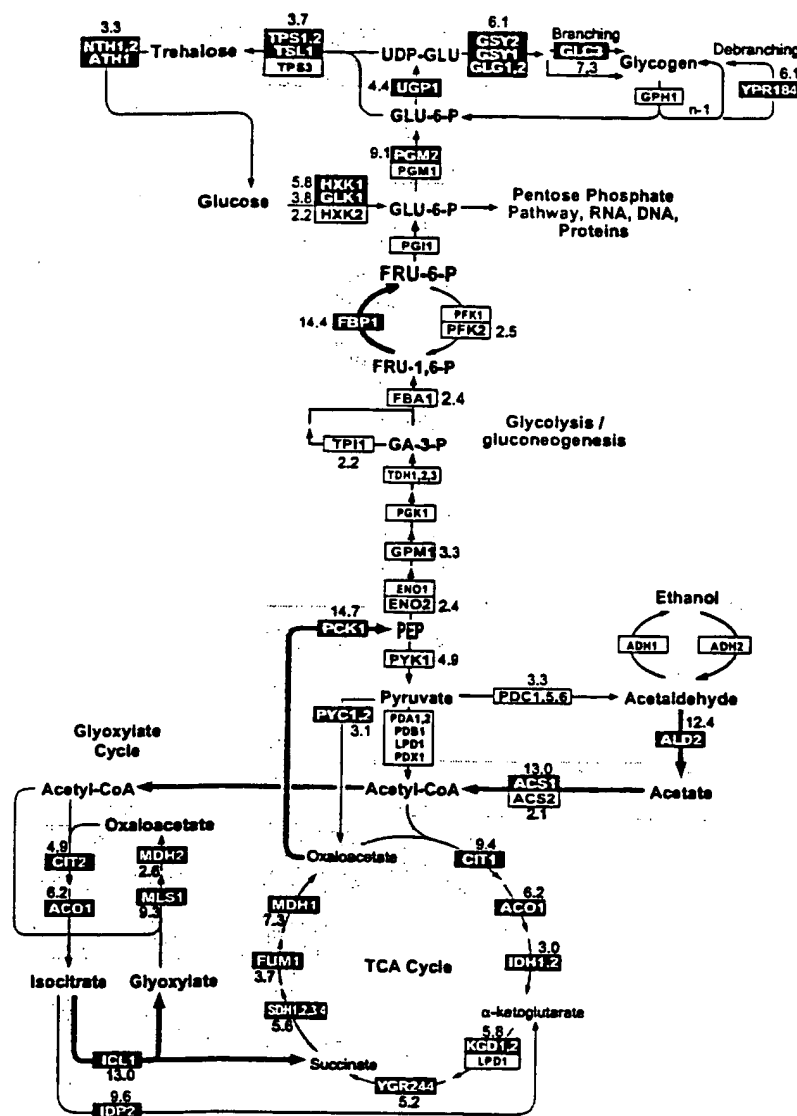 3.3
NTH1,2
ATH1
Trehalose
3.7
TPS1,2
TSL1
TPS3
UDP-GLU
6.1
GSY2
GSY1
GLG1,2
Branching
GLC3
7.3
Glycogen
Debranching
6.1
YPR184
4.4
UGP1
GPH1
n-1
GLU-6-P
9.1
PGM2
PGM1
Glucose
5.8
HXK1
3.8
GLK1
2.2
HXK2
GLU-6-P
Pentose Phosphate
Pathway, RNA, DNA,
Proteins
PGI1
FRU-6-P
14.4
FBP1
PFK1
PFK2
2.5
FRU-1,6-P
FBA1
2.4
Glycolysis /
gluconeogenesis
TPI1
2.2
GA-3-P
TDH1,2,3
PGK1
GPM1
3.3
ENO1
ENO2
2.4
14.7
PCK1
PEP
PYK1
4.9
Ethanol
ADH1
ADH2
Pyruvate
3.3
PDC1,5,6
Acetaldehyde
PYC1,2
3.1
PDA1,2
PDB1
LPD1
PDX1
12.4
ALD2
Glyoxylate
Cycle
Acetyl-CoA
Acetyl-CoA
13.0
ACS1
ACS2
2.1
Acetate
Oxaloacetate
4.9
CIT2
MDH2
2.6
Oxaloacetate
9.4
CIT1
6.2
ACO1
MLS1
9.3
MDH1
7.3
6.2
ACO1
FUM1
3.7
TCA Cycle
3.0
IDH1,2
Isocitrate
Glyoxylate
SDH1,2,3,4
5.6
α-ketoglutarate
5.8
KGD1,2
LPD1
ICL1
13.0
Succinate
YGR244
5.2
9.6
IDP2